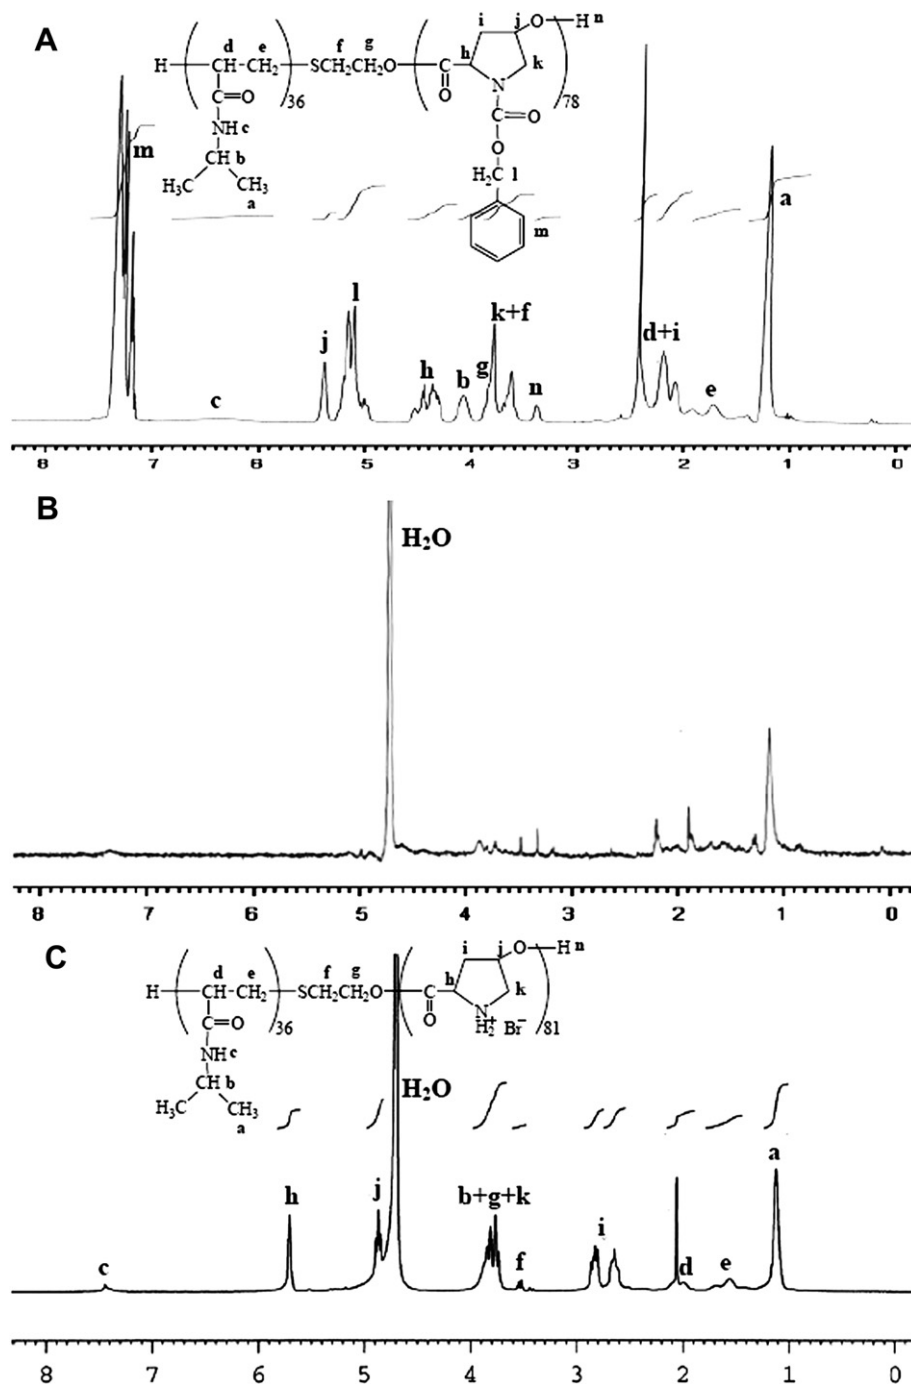 A
i
j O—H n
d e f g
h
H CH—CH₂ SCH₂CH₂O C k
36 O N 78
C=O
NH c C=O
CH b O
H₃C CH₃ H₂C l
a
m
m a
l
k+f
j d+i
h b g
c n e
8 7 6 5 4 3 2 1 0
B
H₂O
8 7 6 5 4 3 2 1 0
C
i j O—H n
d e f g h
k
H CH—CH₂ SCH₂CH₂O C
C=O 36 O N H₂⁺ Br⁻ 81
NH c
CH b
H₃C CH₃
a
H₂O
a
h j b+g+k i
c f d e
8 7 6 5 4 3 2 1 0